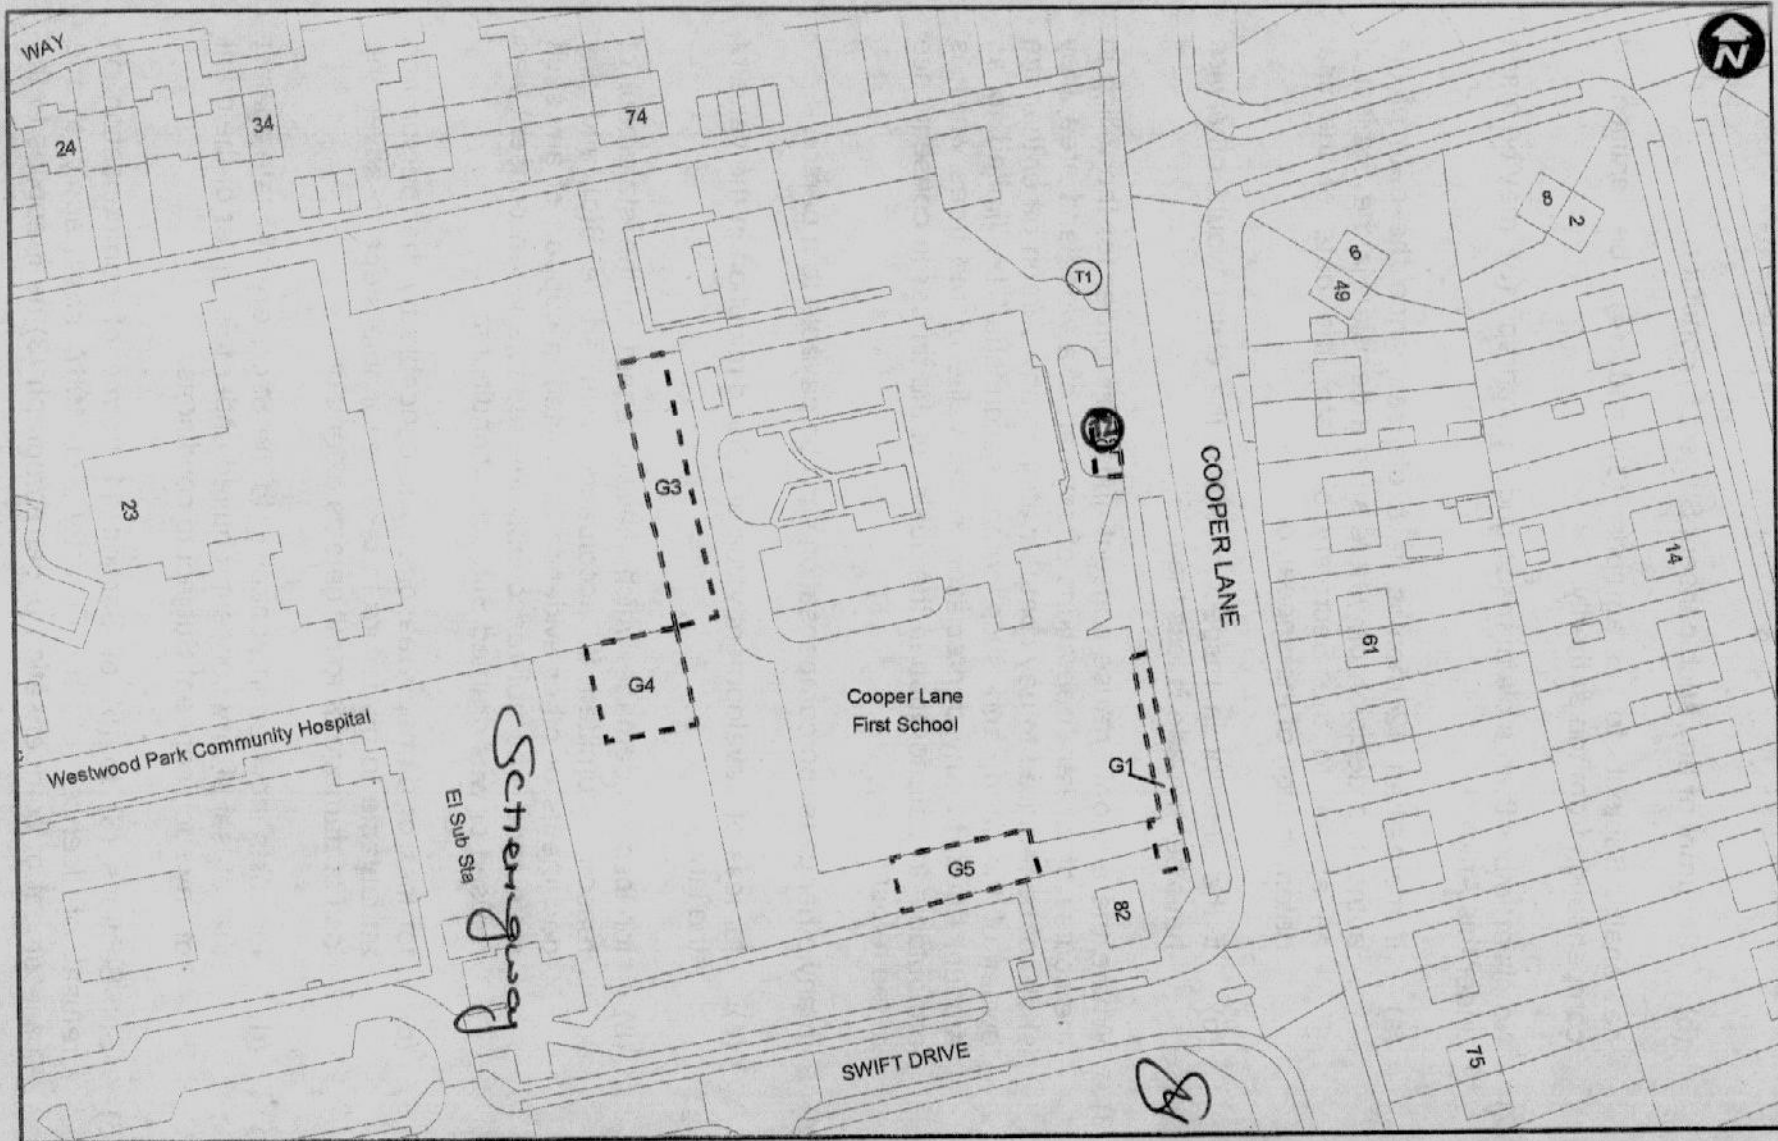 WAY
N
24
34
74
8
2
6
49
T1
23
G3
COOPER LANE
14
61
G4
Cooper Lane
First School
Westwood Park Community Hospital
G1
El Sub Sta
G5
82
SWIFT DRIVE
75